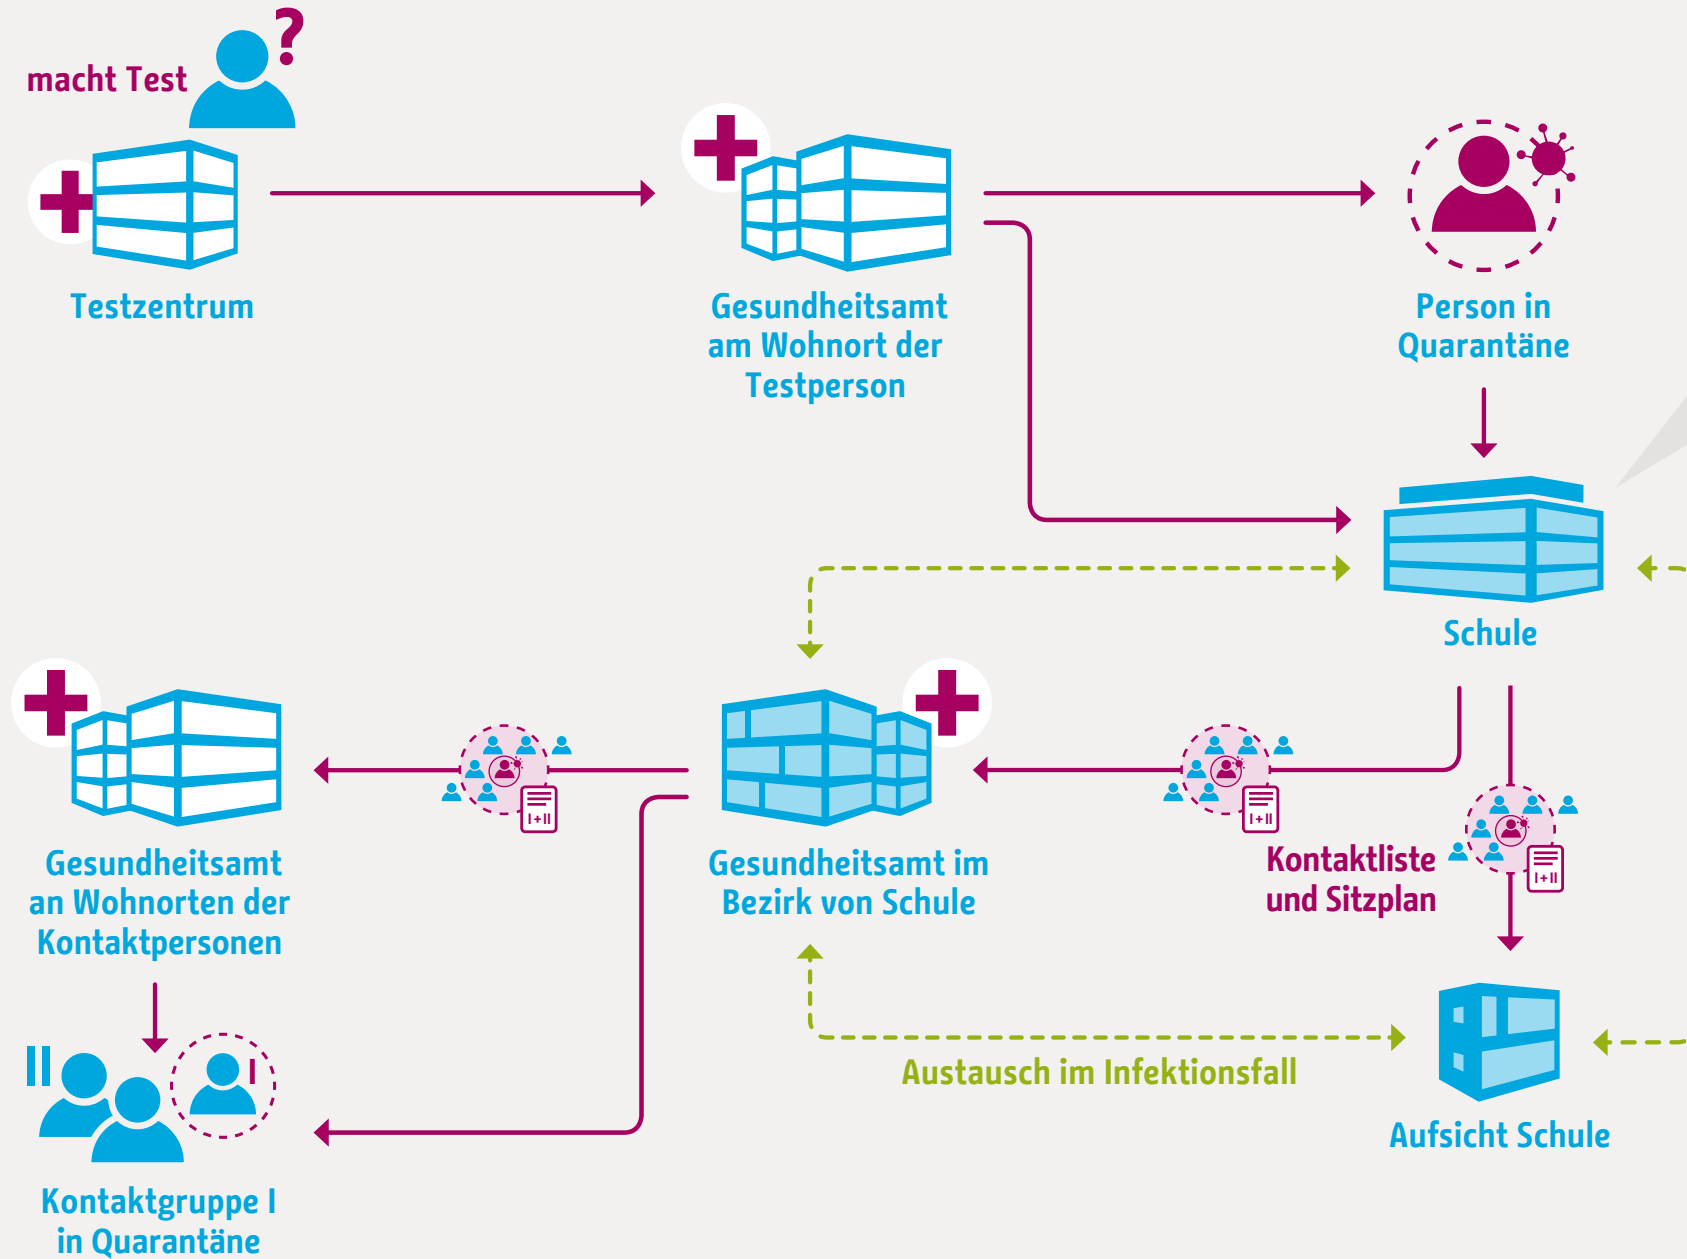 macht Test
?
Testzentrum
Gesundheitsamt
am Wohnort der
Testperson
Person in
Quarantäne
Schule
Gesundheitsamt
an Wohnorten der
Kontaktpersonen
I+II
Gesundheitsamt im
Bezirk von Schule
I+II
Kontaktliste
und Sitzplan
I+II
Austausch im Infektionsfall
Aufsicht Schule
II
I
Kontaktgruppe I
in Quarantäne